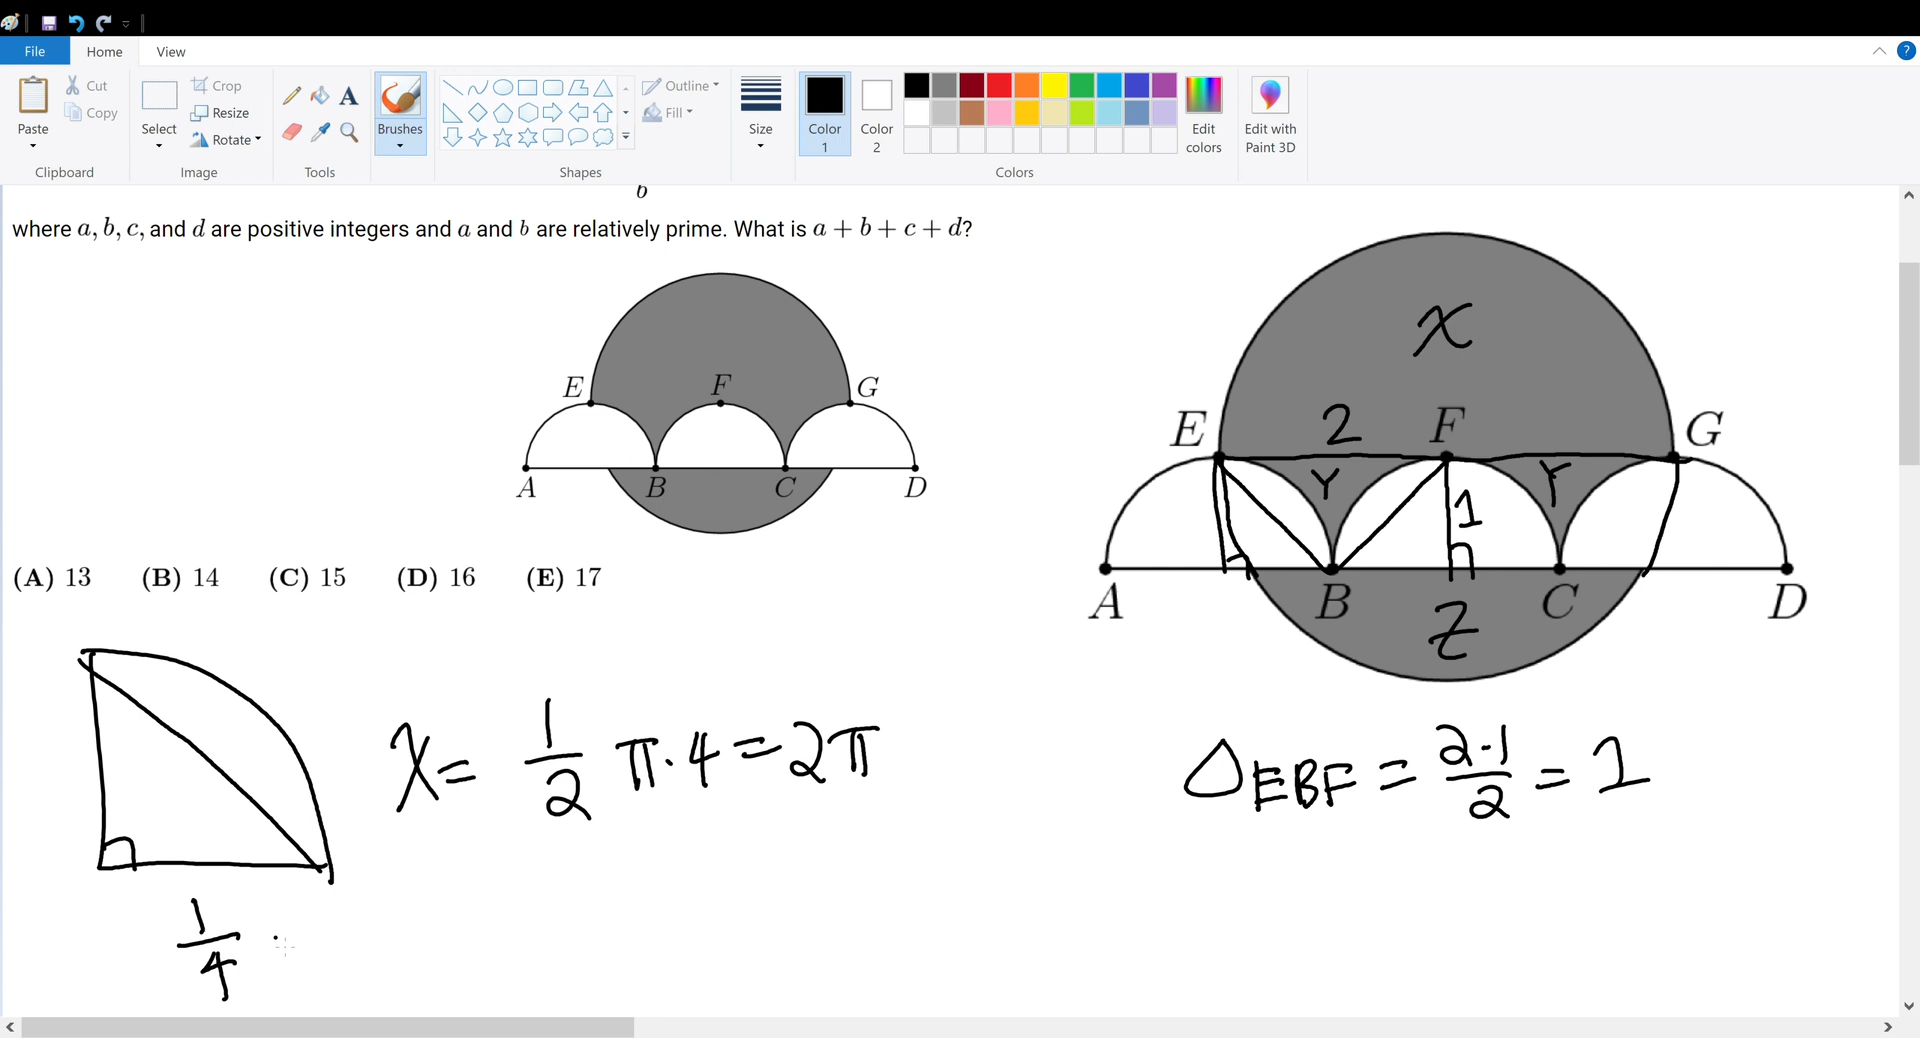 File Home View
Paste
Cut
Copy
Clipboard
Select
Crop
Resize
Rotate
Image
A
Tools
Brushes
Outline
Fill
Shapes
Size
Color 1
Color 2
Edit colors
Edit with Paint 3D
Colors
b
where a, b, c, and d are positive integers and a and b are relatively prime. What is a + b + c + d?
E F G
A B C D
(A) 13 (B) 14 (C) 15 (D) 16 (E) 17
x
E 2 F G
Y 1 Y
A B C D
Z
X = 1/2 π · 4 = 2π
△EBF = 2·1/2 = 1
1/4 ·